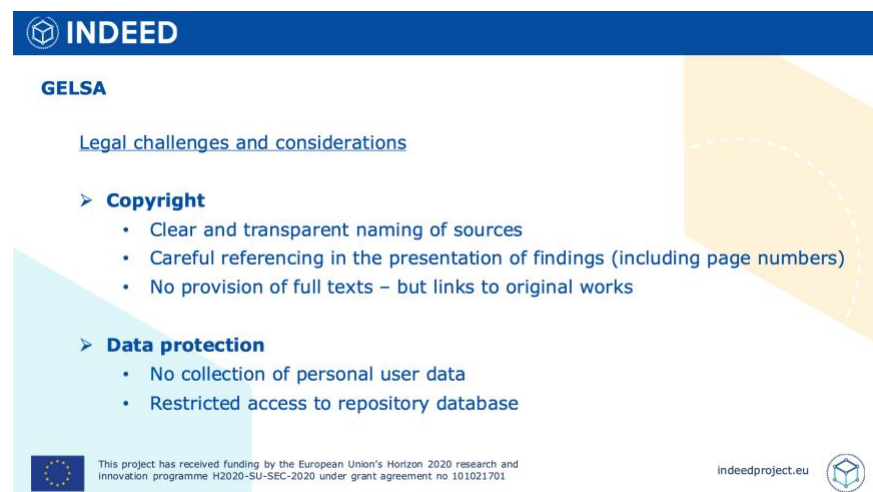 INDEED
GELSA
Legal challenges and considerations
➢ Copyright
• Clear and transparent naming of sources
• Careful referencing in the presentation of findings (including page numbers)
• No provision of full texts – but links to original works
➢ Data protection
• No collection of personal user data
• Restricted access to repository database
This project has received funding by the European Union's Horizon 2020 research and
innovation programme H2020-SU-SEC-2020 under grant agreement no 101021701
indeedproject.eu